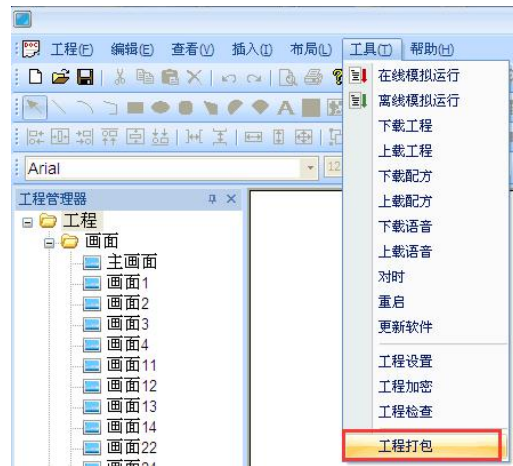 工程(F) 编辑(E) 查看(V) 插入(I) 布局(L) 工具(T) 帮助(H)
Arial
12
工程管理器
工程
画面
主画面
画面1
画面2
画面3
画面4
画面11
画面12
画面13
画面14
画面22
在线模拟运行
离线模拟运行
下载工程
上载工程
下载配方
上载配方
下载语音
上载语音
对时
重启
更新软件
工程设置
工程加密
工程检查
工程打包